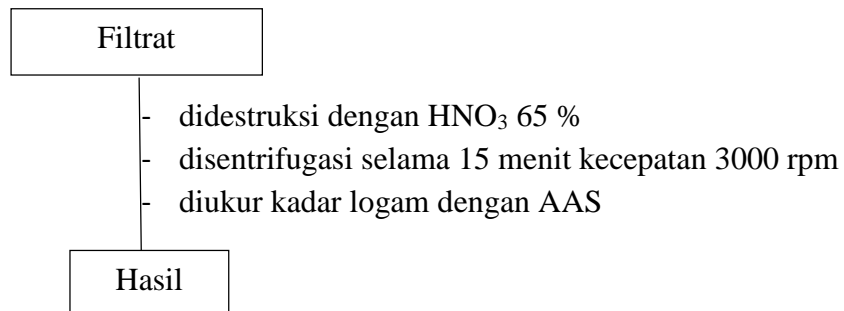 Filtrat
- didestruksi dengan HNO₃ 65 %
- disentrifugasi selama 15 menit kecepatan 3000 rpm
- diukur kadar logam dengan AAS
Hasil